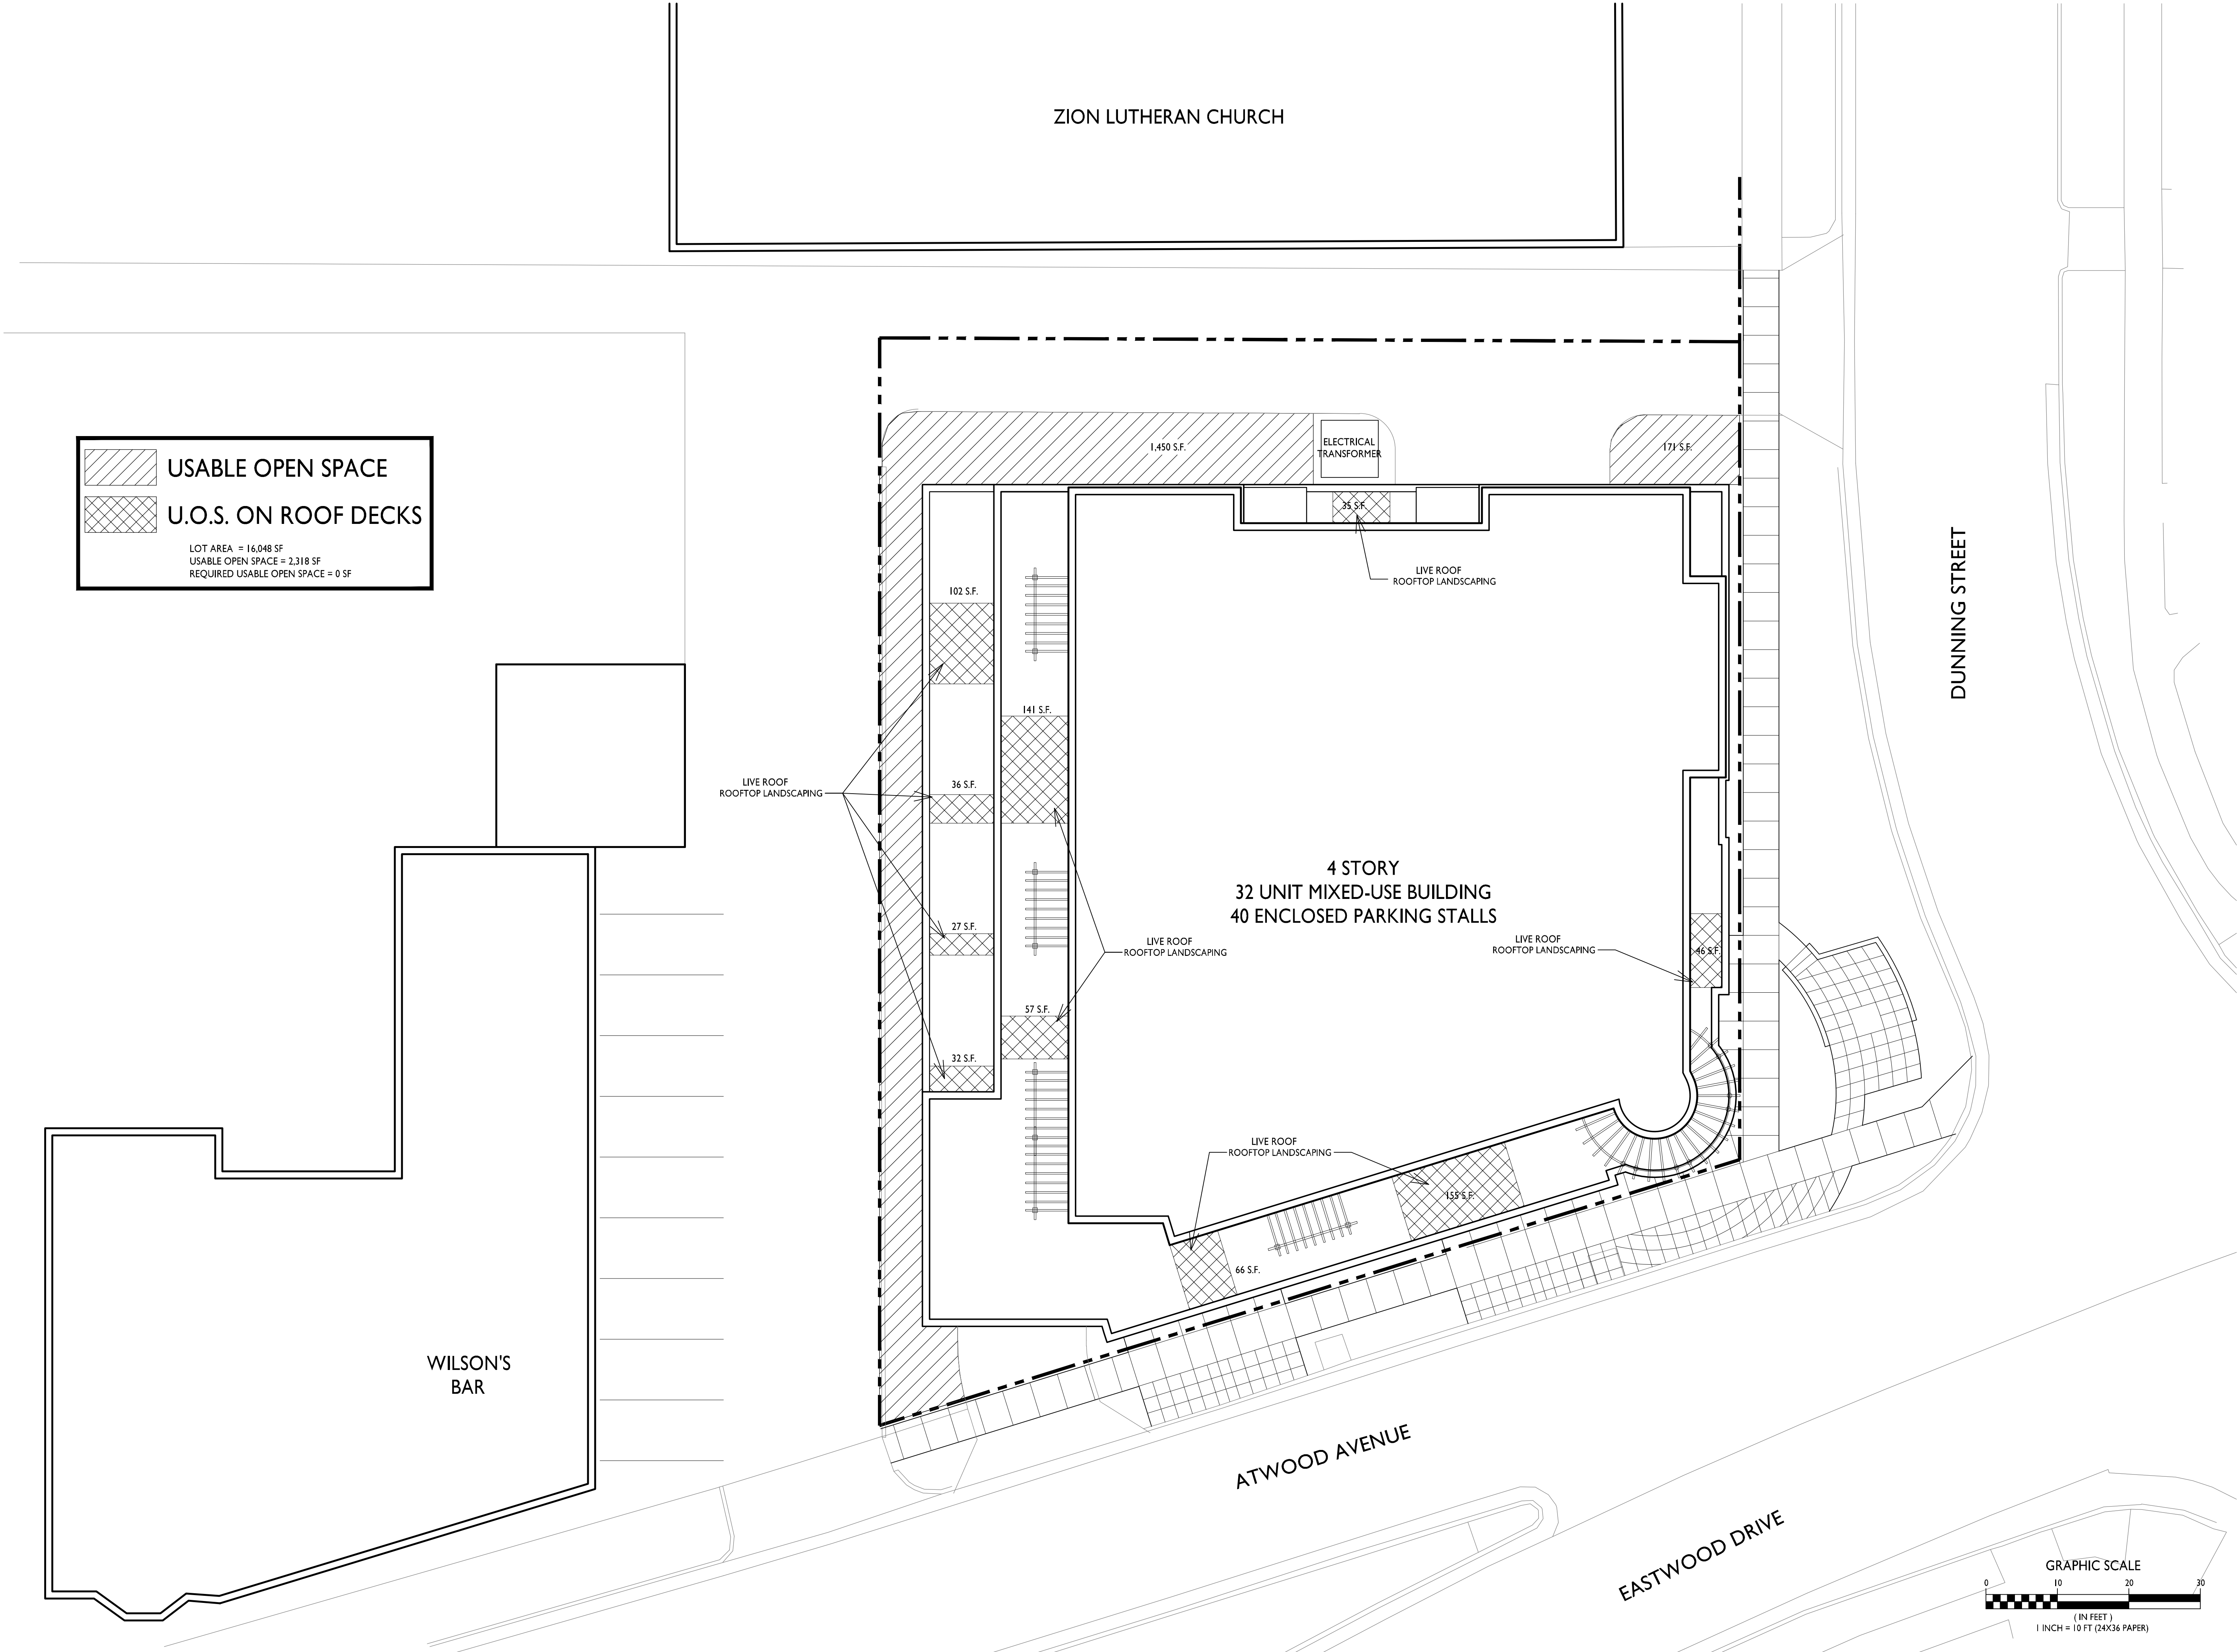 ZION LUTHERAN CHURCH
USABLE OPEN SPACE
U.O.S. ON ROOF DECKS
LOT AREA = 16,048 SF
USABLE OPEN SPACE = 2,318 SF
REQUIRED USABLE OPEN SPACE = 0 SF
1,450 S.F.
ELECTRICAL
TRANSFORMER
171 S.F.
35 S.F.
LIVE ROOF
ROOFTOP LANDSCAPING
102 S.F.
141 S.F.
LIVE ROOF
ROOFTOP LANDSCAPING
36 S.F.
27 S.F.
57 S.F.
32 S.F.
LIVE ROOF
ROOFTOP LANDSCAPING
4 STORY
32 UNIT MIXED-USE BUILDING
40 ENCLOSED PARKING STALLS
LIVE ROOF
ROOFTOP LANDSCAPING
46 S.F.
DUNNING STREET
LIVE ROOF
ROOFTOP LANDSCAPING
155 S.F.
66 S.F.
WILSON'S
BAR
ATWOOD AVENUE
EASTWOOD DRIVE
GRAPHIC SCALE
0 10 20 30
( IN FEET )
1 INCH = 10 FT (24X36 PAPER)